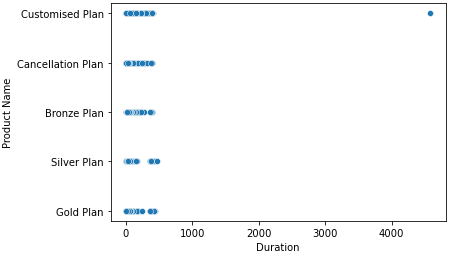 Customised Plan
Cancellation Plan
Bronze Plan
Silver Plan
Gold Plan
Product Name
0 1000 2000 3000 4000
Duration